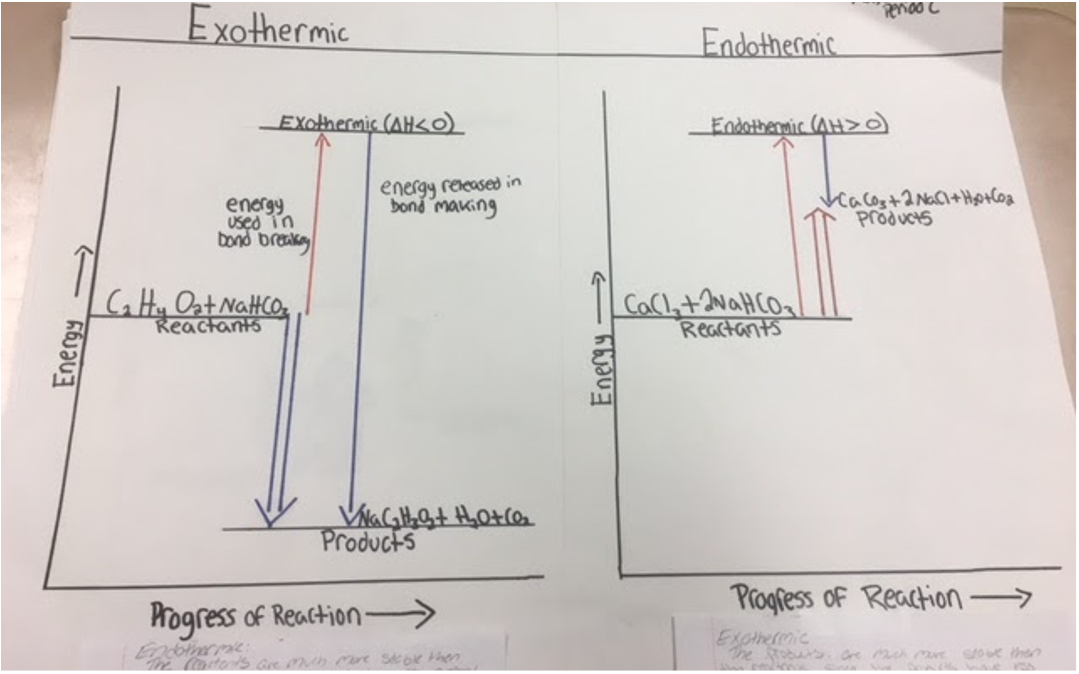 Period C
Exothermic
Endothermic
Exothermic (ΔH<0)
energy
used in
bond breaking
energy released in
bond making
C₂H₄O₂+NaHCO₃
Reactants
NaC₂H₃O₂+ H₂O+CO₂
Products
Energy →
Progress of Reaction →
Endothermic (ΔH>0)
CaCO₃+2NaCl+H₂O+CO₂
Products
CaCl₂+2NaHCO₃
Reactants
Energy →
Progress of Reaction →
Endothermic:
The reactants are much more stable then
Exothermic
The products are much more stable then